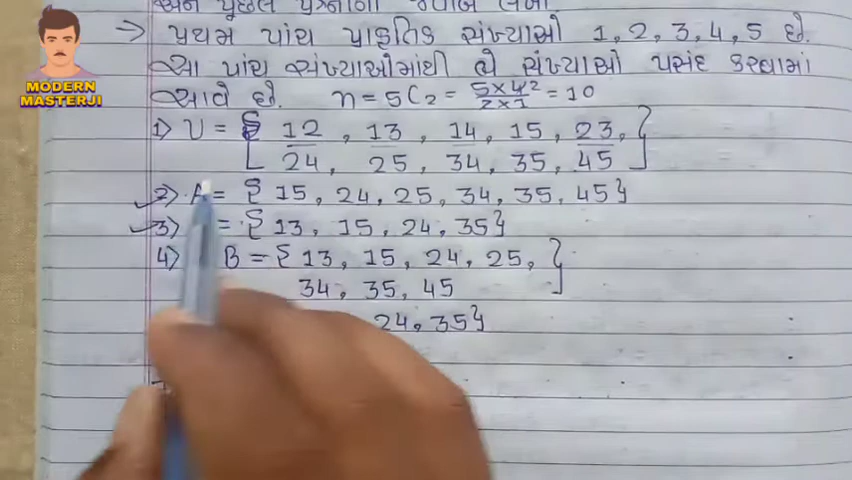 → પ્રથમ પાંચ પ્રાકૃતિક સંખ્યાઓ 1, 2, 3, 4, 5 છે.
આ પાંચ સંખ્યાઓમાંથી બે સંખ્યાઓ પસંદ કરવામાં
આવે છે. n = 5C2 = 5 × 4 2 / 2 × 1 = 10
MODERN
MASTERJI
1) U = { 12, 13, 14, 15, 23,
24, 25, 34, 35, 45 }
2) A = { 15, 24, 25, 34, 35, 45 }
3) = { 13, 15, 24, 35 }
4) B = { 13, 15, 24, 25,
34, 35, 45 }
24, 35 }